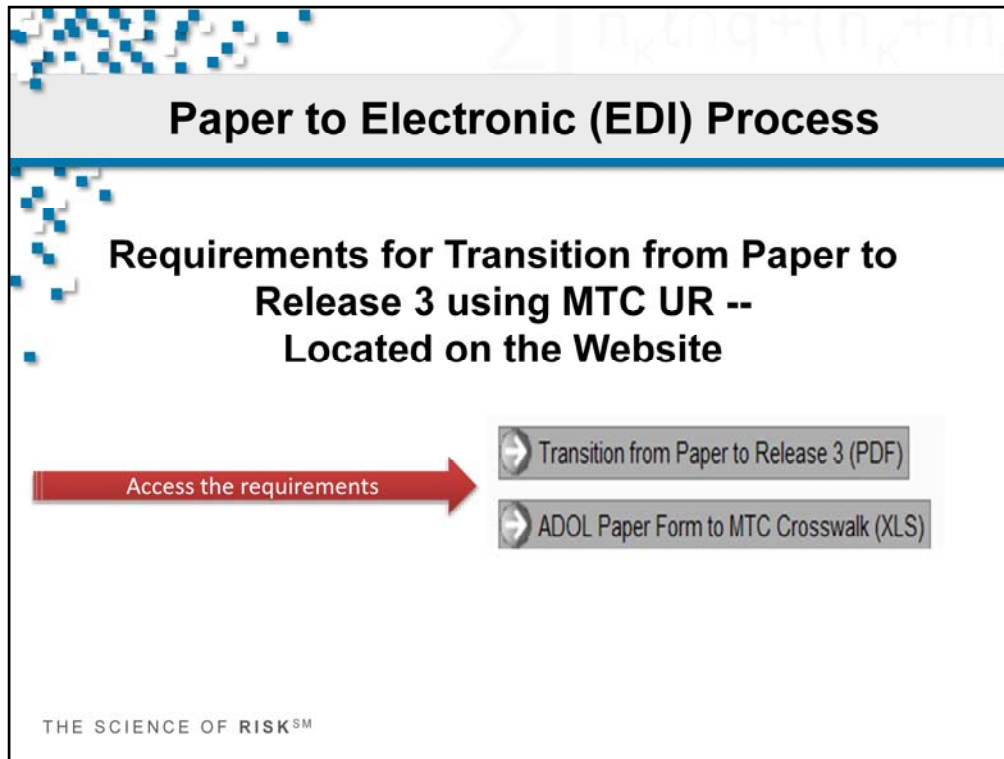 Paper to Electronic (EDI) Process
Requirements for Transition from Paper to
Release 3 using MTC UR --
Located on the Website
Access the requirements
Transition from Paper to Release 3 (PDF)
ADOL Paper Form to MTC Crosswalk (XLS)
THE SCIENCE OF RISK℠